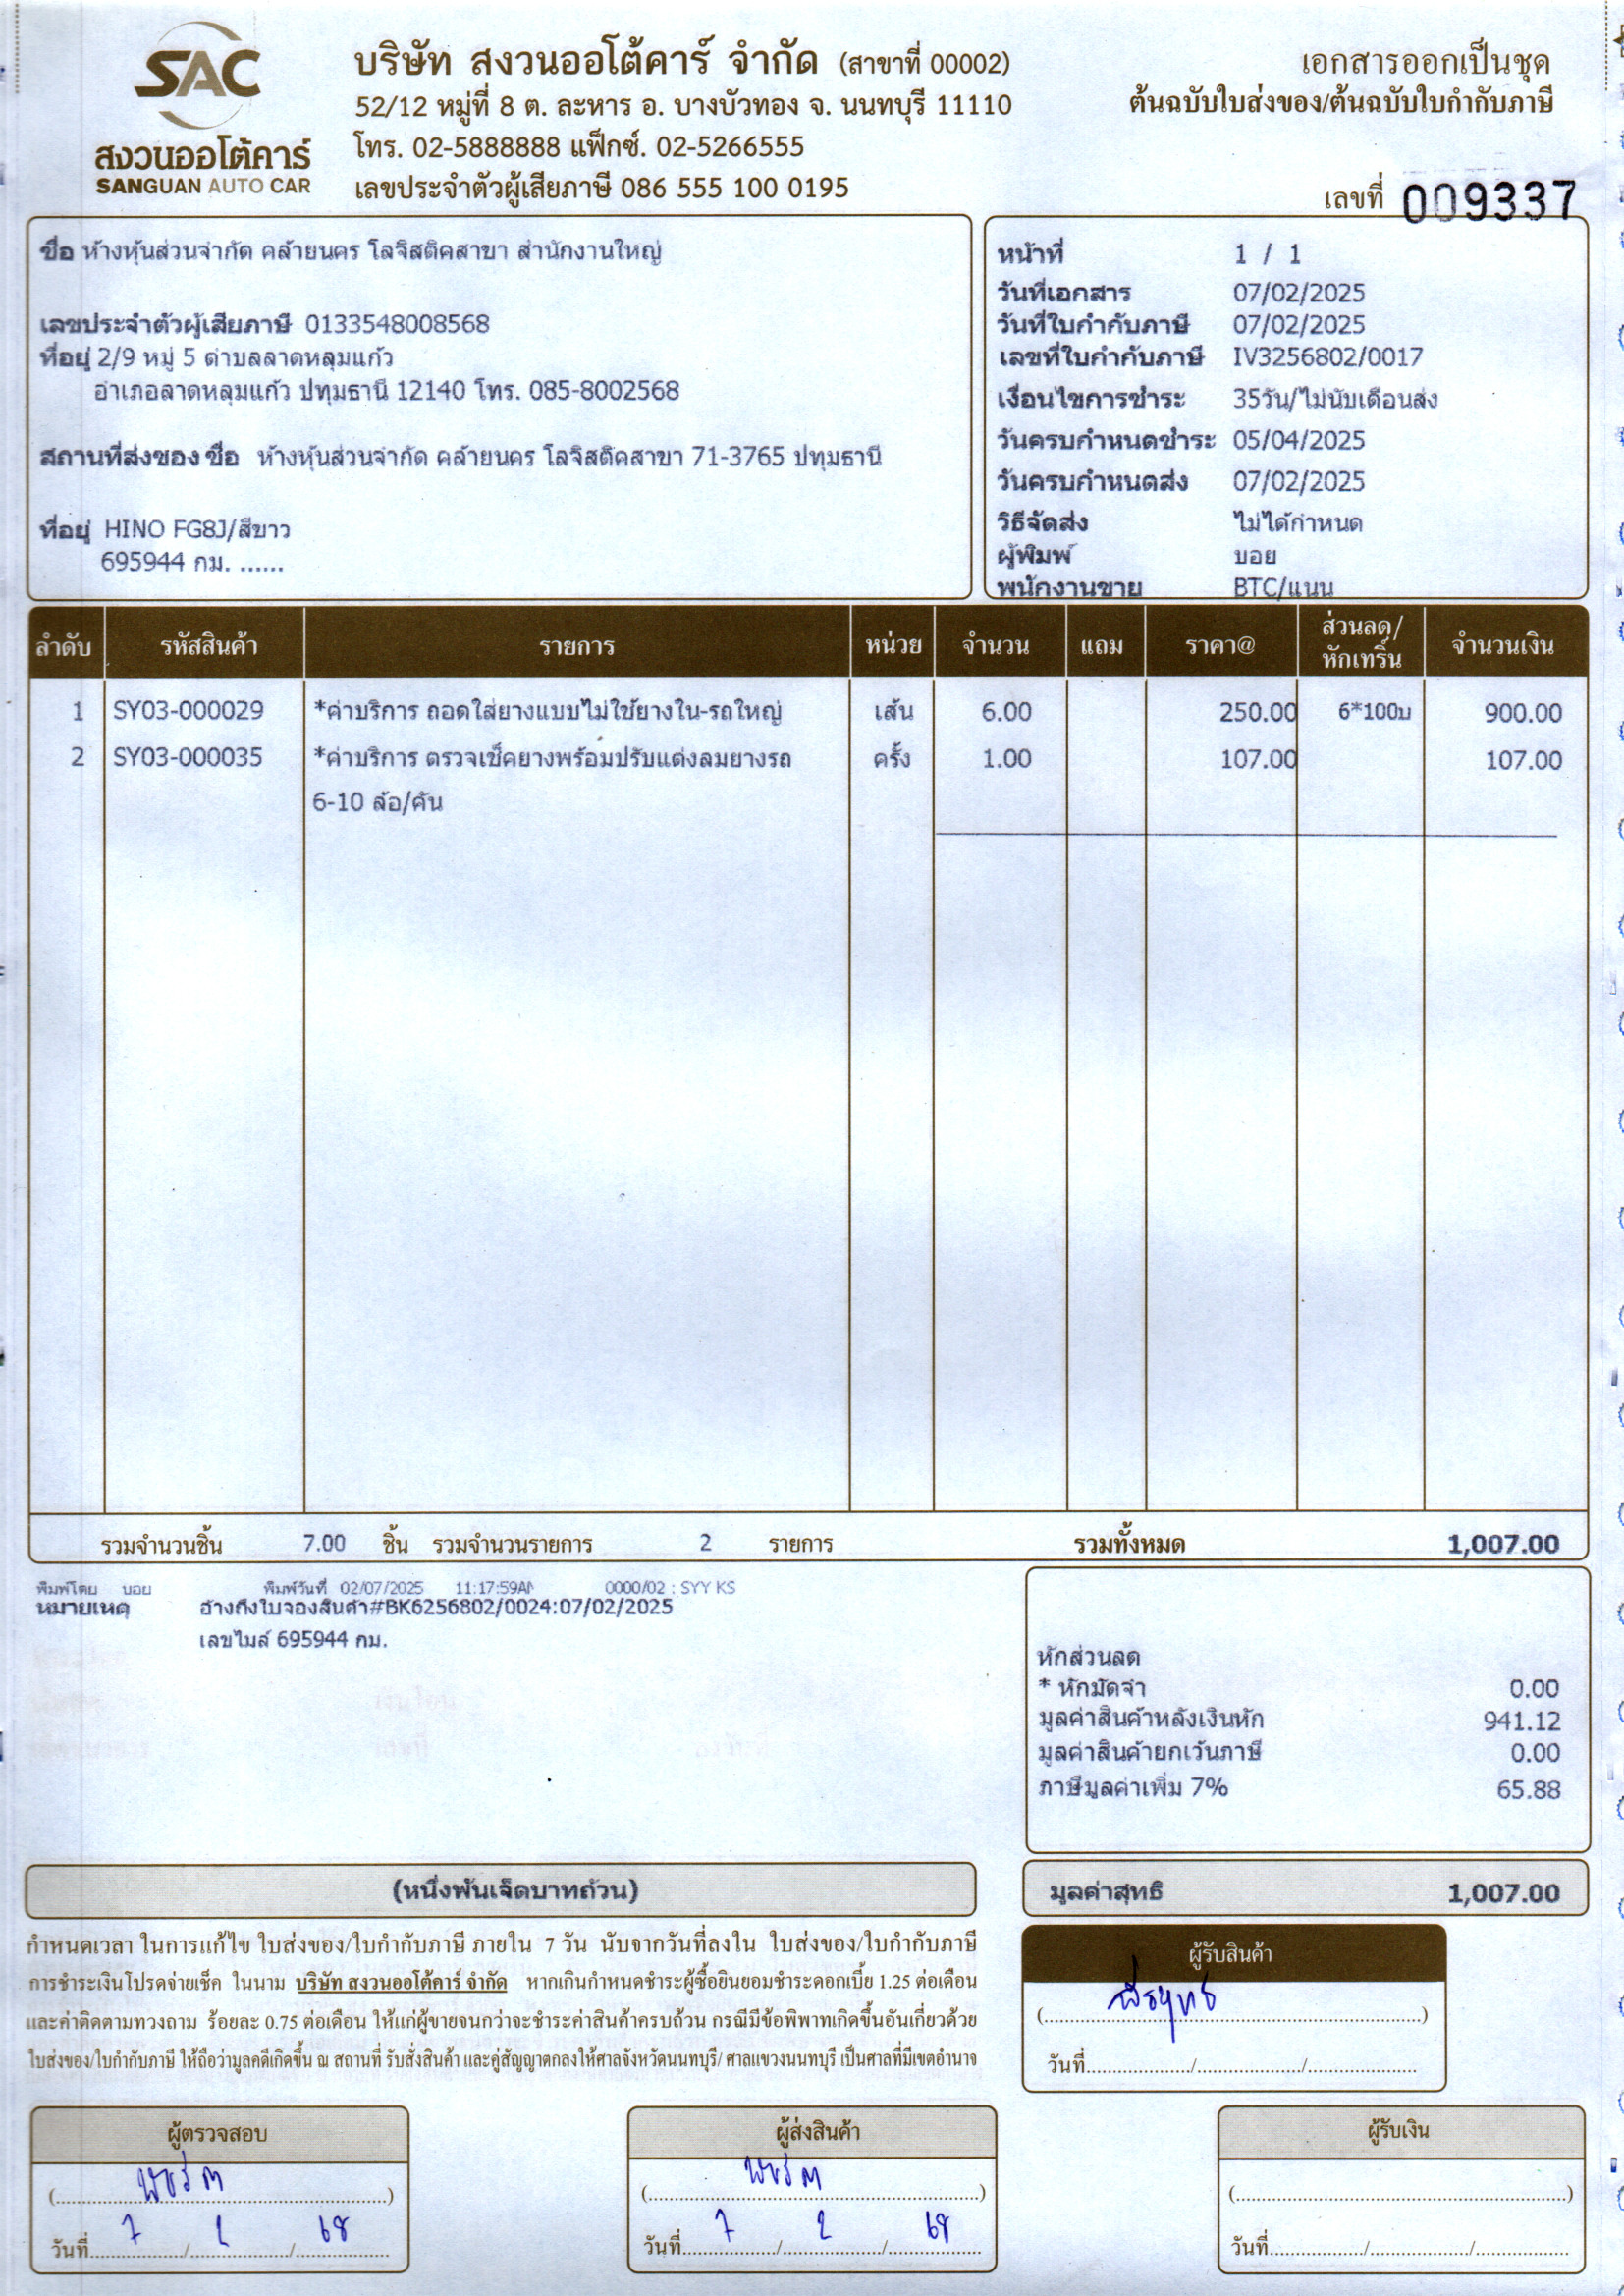 SAC
สงวนออโต้คาร์
SANGUAN AUTO CAR
บริษัท สงวนออโต้คาร์ จำกัด (สาขาที่ 00002)
52/12 หมู่ที่ 8 ต. ละหาร อ. บางบัวทอง จ. นนทบุรี 11110
โทร. 02-5888888 แฟ็กซ์. 02-5266555
เลขประจำตัวผู้เสียภาษี 086 555 100 0195
เอกสารออกเป็นชุด
ต้นฉบับใบส่งของ/ต้นฉบับใบกำกับภาษี
เลขที่ 009337
ชื่อ ห้างหุ้นส่วนจำกัด คล้ายนคร โลจิสติคสาขา สำนักงานใหญ่
เลขประจำตัวผู้เสียภาษี 0133548008568
ที่อยู่ 2/9 หมู่ 5 ตำบลลาดหลุมแก้ว
อำเภอลาดหลุมแก้ว ปทุมธานี 12140 โทร. 085-8002568
สถานที่ส่งของ ชื่อ ห้างหุ้นส่วนจำกัด คล้ายนคร โลจิสติคสาขา 71-3765 ปทุมธานี
ที่อยู่ HINO FG8J/สีขาว
695944 กม. ......
หน้าที่ 1 / 1
วันที่เอกสาร 07/02/2025
วันที่ใบกำกับภาษี 07/02/2025
เลขที่ใบกำกับภาษี IV3256802/0017
เงื่อนไขการชำระ 35วัน/ไม่นับเดือนส่ง
วันครบกำหนดชำระ 05/04/2025
วันครบกำหนดส่ง 07/02/2025
วิธีจัดส่ง ไม่ได้กำหนด
ผู้พิมพ์ บอย
พนักงานขาย BTC/แนน
ลำดับ รหัสสินค้า รายการ หน่วย จำนวน แถม ราคา@ ส่วนลด/หักเทริ์น จำนวนเงิน
1 SY03-000029 *ค่าบริการ ถอดใส่ยางแบบไม่ใช้ยางใน-รถใหญ่ เส้น 6.00 250.00 6*100บ 900.00
2 SY03-000035 *ค่าบริการ ตรวจเช็คยางพร้อมปรับแต่งลมยางรถ ครั้ง 1.00 107.00 107.00
6-10 ล้อ/คัน
รวมจำนวนชิ้น 7.00 ชิ้น รวมจำนวนรายการ 2 รายการ รวมทั้งหมด 1,007.00
พิมพ์โดย บอย พิมพ์วันที่ 02/07/2025 11:17:59AM 0000/02 : SYY KS
หมายเหตุ อ้างถึงใบจองสินค้า#BK6256802/0024:07/02/2025
เลขไมล์ 695944 กม.
หักส่วนลด
* หักมัดจำ 0.00
มูลค่าสินค้าหลังเงินหัก 941.12
มูลค่าสินค้ายกเว้นภาษี 0.00
ภาษีมูลค่าเพิ่ม 7% 65.88
(หนึ่งพันเจ็ดบาทถ้วน)
มูลค่าสุทธิ 1,007.00
กำหนดเวลา ในการแก้ไข ใบส่งของ/ใบกำกับภาษี ภายใน 7 วัน นับจากวันที่ลงใน ใบส่งของ/ใบกำกับภาษี
การชำระเงินโปรดจ่ายเช็ค ในนาม บริษัท สงวนออโต้คาร์ จำกัด หากเกินกำหนดชำระผู้ซื้อยินยอมชำระดอกเบี้ย 1.25 ต่อเดือน
และค่าติดตามทวงถาม ร้อยละ 0.75 ต่อเดือน ให้แก่ผู้ขายจนกว่าจะชำระค่าสินค้าครบถ้วน กรณีมีข้อพิพาทเกิดขึ้นอันเกี่ยวด้วย
ใบส่งของ/ใบกำกับภาษี ให้ถือว่ามูลคดีเกิดขึ้น ณ สถานที่ รับสั่งสินค้า และคู่สัญญาตกลงให้ศาลจังหวัดนนทบุรี/ ศาลแขวงนนทบุรี เป็นศาลที่มีเขตอำนาจ
ผู้รับสินค้า
วันที่........../........../..........
ผู้ตรวจสอบ
วันที่ 7 / 2 / 68
ผู้ส่งสินค้า
วันที่ 7 / 2 / 68
ผู้รับเงิน
(....................)
วันที่........../........../..........